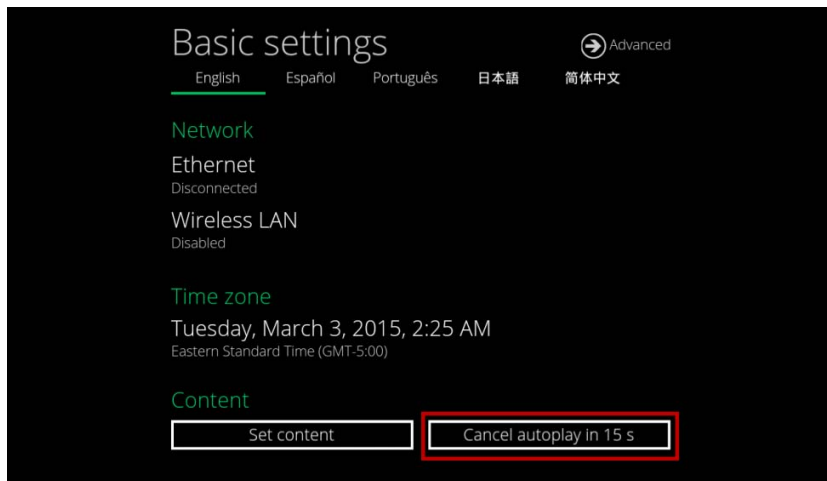 Basic settings
Advanced
English Español Português 日本語 简体中文
Network
Ethernet
Disconnected
Wireless LAN
Disabled
Time zone
Tuesday, March 3, 2015, 2:25 AM
Eastern Standard Time (GMT-5:00)
Content
Set content Cancel autoplay in 15 s